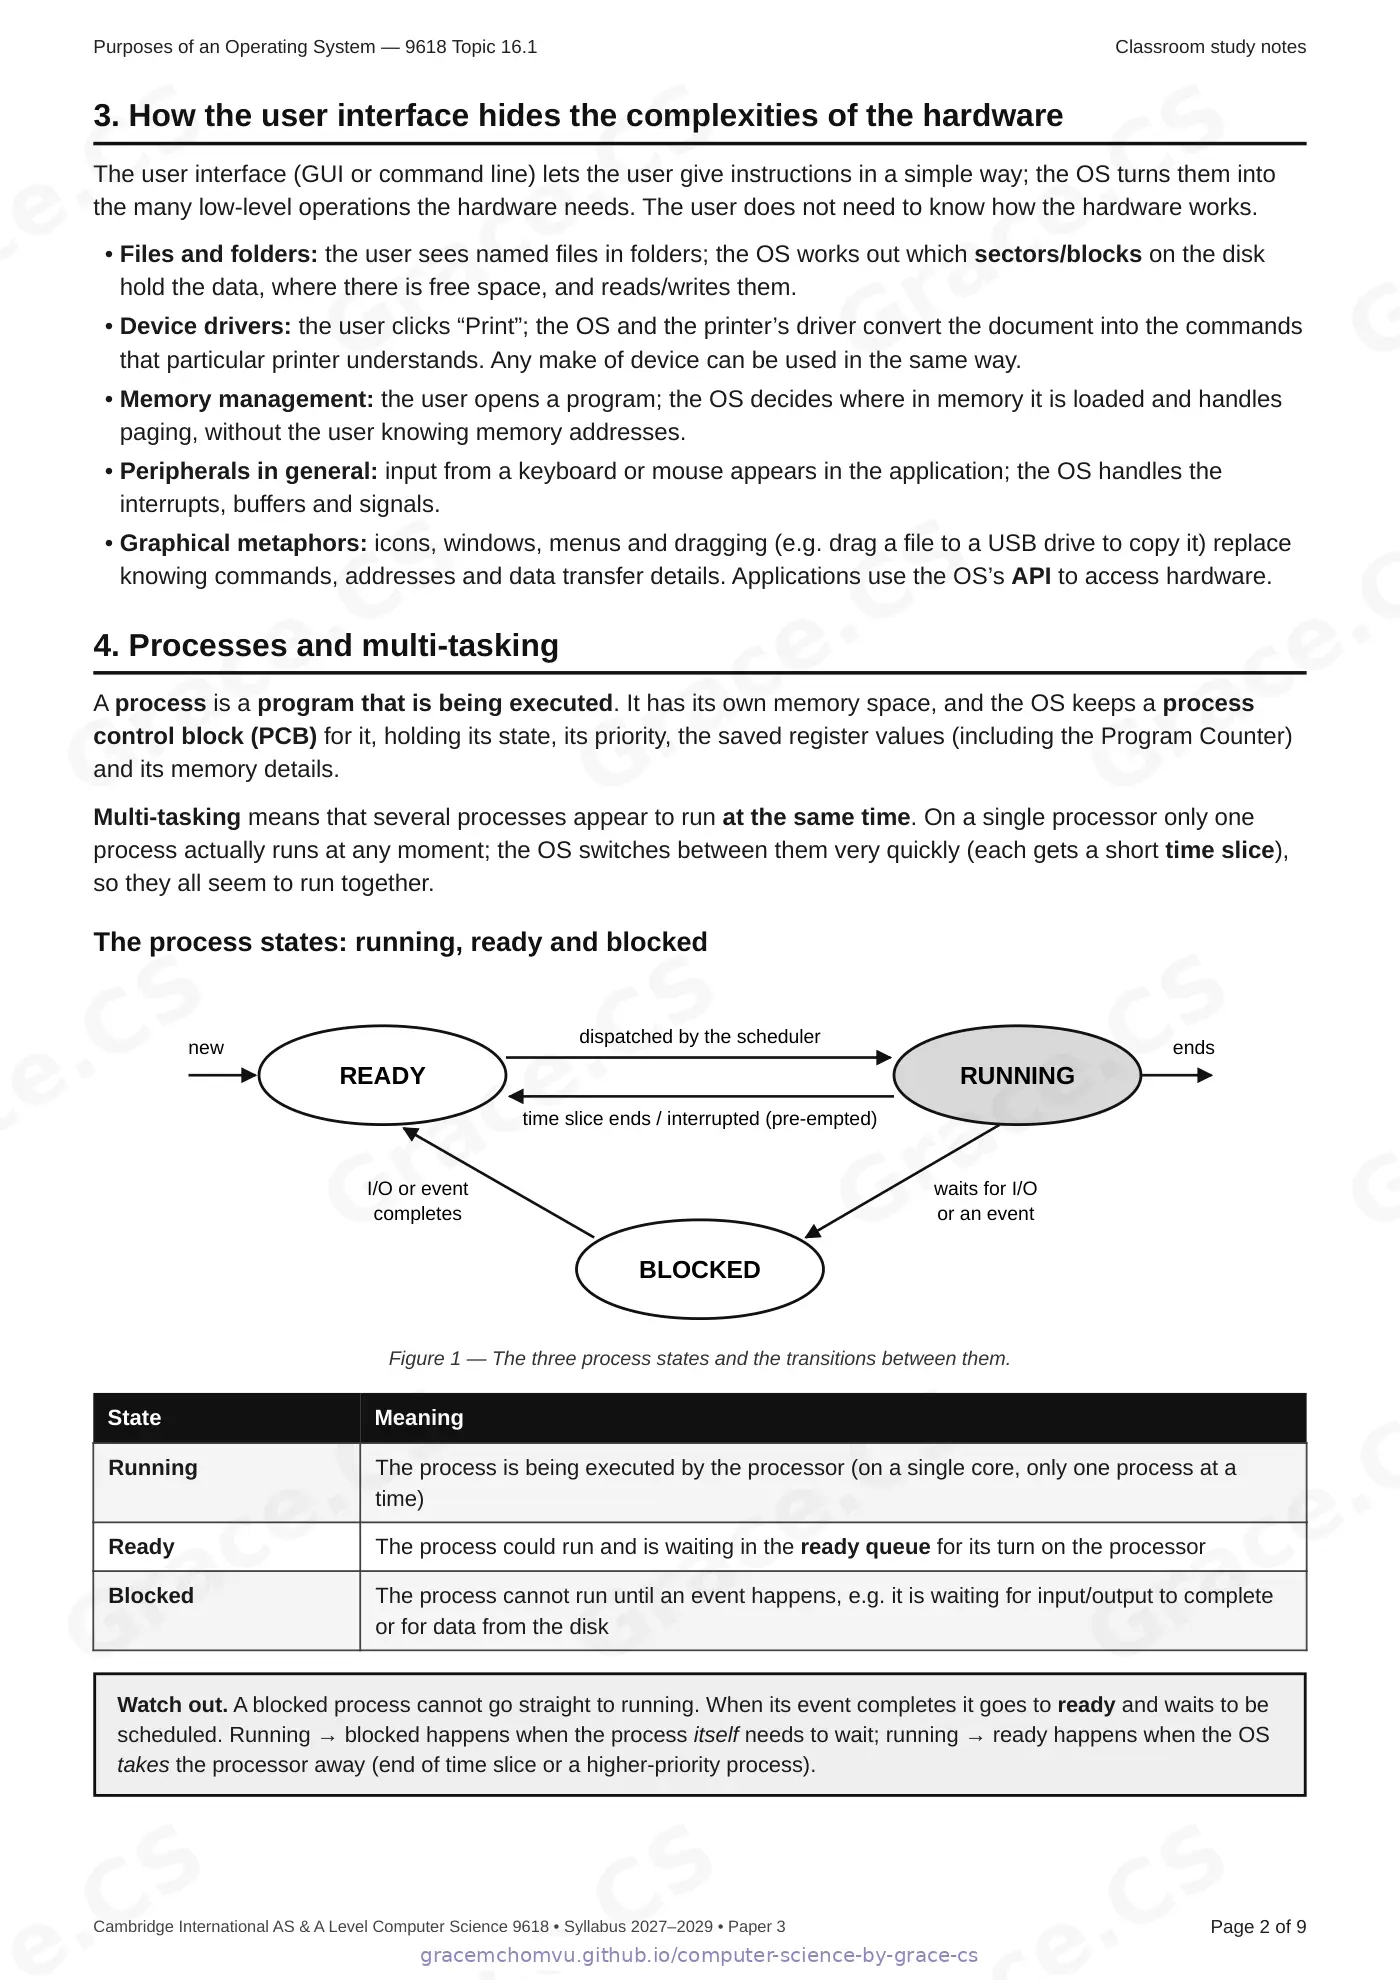 Purposes of an Operating System — 9618 Topic 16.1
Classroom study notes
3. How the user interface hides the complexities of the hardware
The user interface (GUI or command line) lets the user give instructions in a simple way; the OS turns them into
the many low-level operations the hardware needs. The user does not need to know how the hardware works.
• Files and folders: the user sees named files in folders; the OS works out which sectors/blocks on the disk
hold the data, where there is free space, and reads/writes them.
• Device drivers: the user clicks “Print”; the OS and the printer’s driver convert the document into the commands
that particular printer understands. Any make of device can be used in the same way.
• Memory management: the user opens a program; the OS decides where in memory it is loaded and handles
paging, without the user knowing memory addresses.
• Peripherals in general: input from a keyboard or mouse appears in the application; the OS handles the
interrupts, buffers and signals.
• Graphical metaphors: icons, windows, menus and dragging (e.g. drag a file to a USB drive to copy it) replace
knowing commands, addresses and data transfer details. Applications use the OS’s API to access hardware.
4. Processes and multi-tasking
A process is a program that is being executed. It has its own memory space, and the OS keeps a process
control block (PCB) for it, holding its state, its priority, the saved register values (including the Program Counter)
and its memory details.
Multi-tasking means that several processes appear to run at the same time. On a single processor only one
process actually runs at any moment; the OS switches between them very quickly (each gets a short time slice),
so they all seem to run together.
The process states: running, ready and blocked
new
READY
dispatched by the scheduler
time slice ends / interrupted (pre-empted)
RUNNING
ends
I/O or event
completes
waits for I/O
or an event
BLOCKED
Figure 1 — The three process states and the transitions between them.
State
Meaning
Running
The process is being executed by the processor (on a single core, only one process at a
time)
Ready
The process could run and is waiting in the ready queue for its turn on the processor
Blocked
The process cannot run until an event happens, e.g. it is waiting for input/output to complete
or for data from the disk
Watch out. A blocked process cannot go straight to running. When its event completes it goes to ready and waits to be
scheduled. Running → blocked happens when the process itself needs to wait; running → ready happens when the OS
takes the processor away (end of time slice or a higher-priority process).
Cambridge International AS & A Level Computer Science 9618 • Syllabus 2027–2029 • Paper 3
Page 2 of 9
gracemchomvu.github.io/computer-science-by-grace-cs
Grace.CS